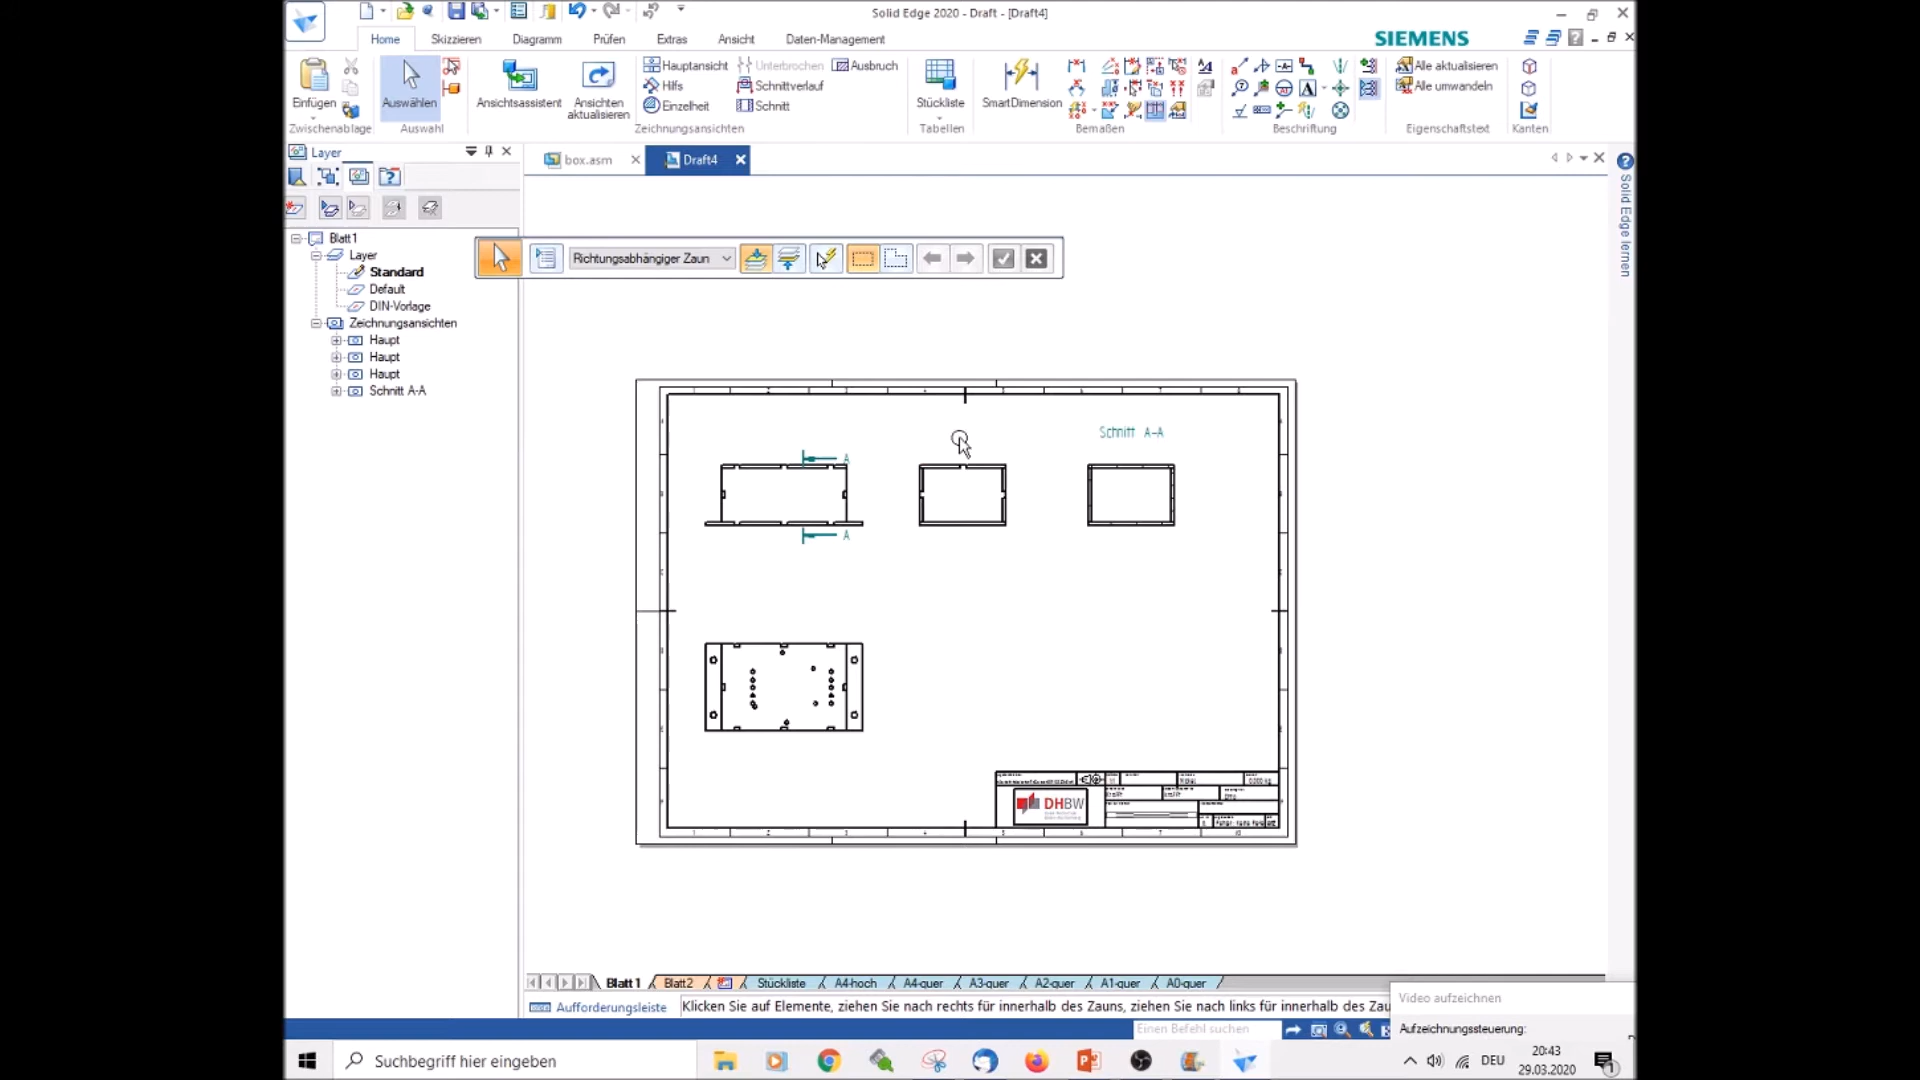 Solid Edge 2020 - Draft - [Draft4]
Home Skizzieren Diagramm Prüfen Extras Ansicht Daten-Management
SIEMENS
Einfügen
Zwischenablage
Auswählen
Auswahl
Ansichtsassistent
Ansichten aktualisieren
Hauptansicht
Hilfs
Einzelheit
Unterbrochen
Schnittverlauf
Schnitt
Ausbruch
Zeichnungsansichten
Stückliste
Tabellen
SmartDimension
Bemaßen
Beschriftung
Alle aktualisieren
Alle umwandeln
Eigenschaftstext
Kanten
Layer
box.asm
Draft4
Solid Edge lernen
Blatt1
Layer
Standard
Default
DIN-Vorlage
Zeichnungsansichten
Haupt
Haupt
Haupt
Schnitt A-A
Richtungsabhängiger Zaun
Schnitt A-A
A
A
DHBW
Blatt1 Blatt2 Stückliste A4-hoch A4-quer A3-quer A2-quer A1-quer A0-quer
Aufforderungsleiste
Klicken Sie auf Elemente, ziehen Sie nach rechts für innerhalb des Zauns, ziehen Sie nach links für innerhalb des Zau
Video aufzeichnen
Aufzeichnungssteuerung:
Einen Befehl suchen
Suchbegriff hier eingeben
DEU
20:43
29.03.2020